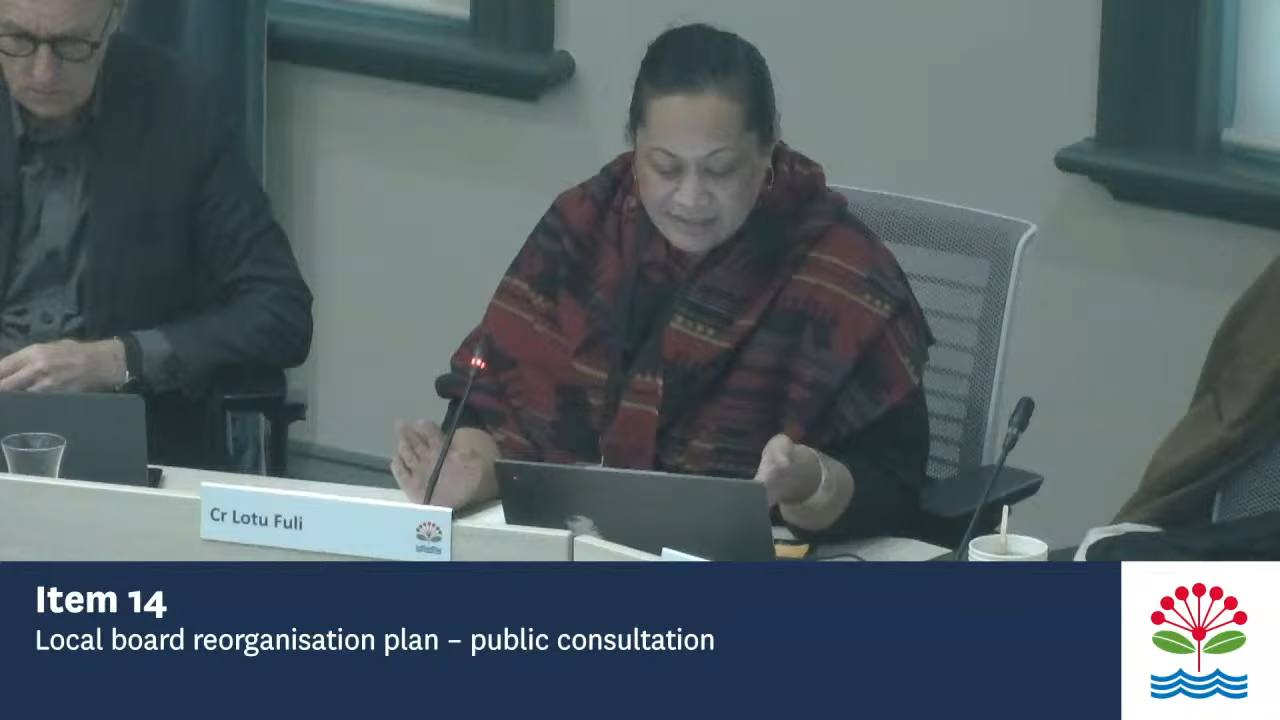 Cr Lotu Fuli
Item 14
Local board reorganisation plan – public consultation